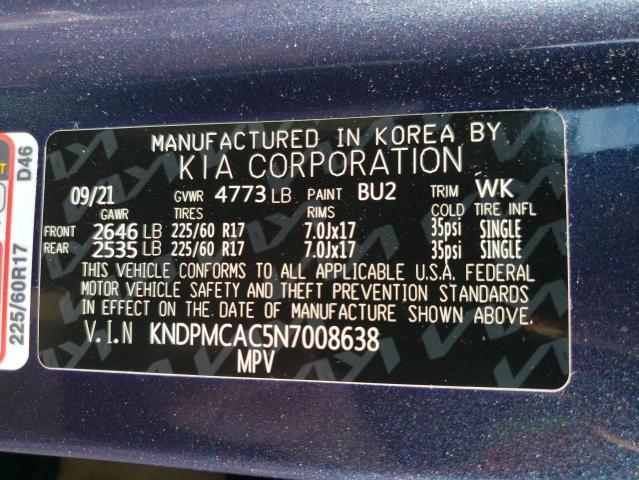 MANUFACTURED IN KOREA BY
KIA CORPORATION
09/21 GVWR 4773 LB PAINT BU2 TRIM WK
GAWR TIRES RIMS COLD TIRE INFL
FRONT 2646 LB 225/60 R17 7.0Jx17 35psi SINGLE
REAR 2535 LB 225/60 R17 7.0Jx17 35psi SINGLE
THIS VEHICLE CONFORMS TO ALL APPLICABLE U.S.A. FEDERAL
MOTOR VEHICLE SAFETY AND THEFT PREVENTION STANDARDS
IN EFFECT ON THE DATE OF MANUFACTURE SHOWN ABOVE.
V.I.N KNDPMCAC5N7008638
MPV
D46
225/60R17